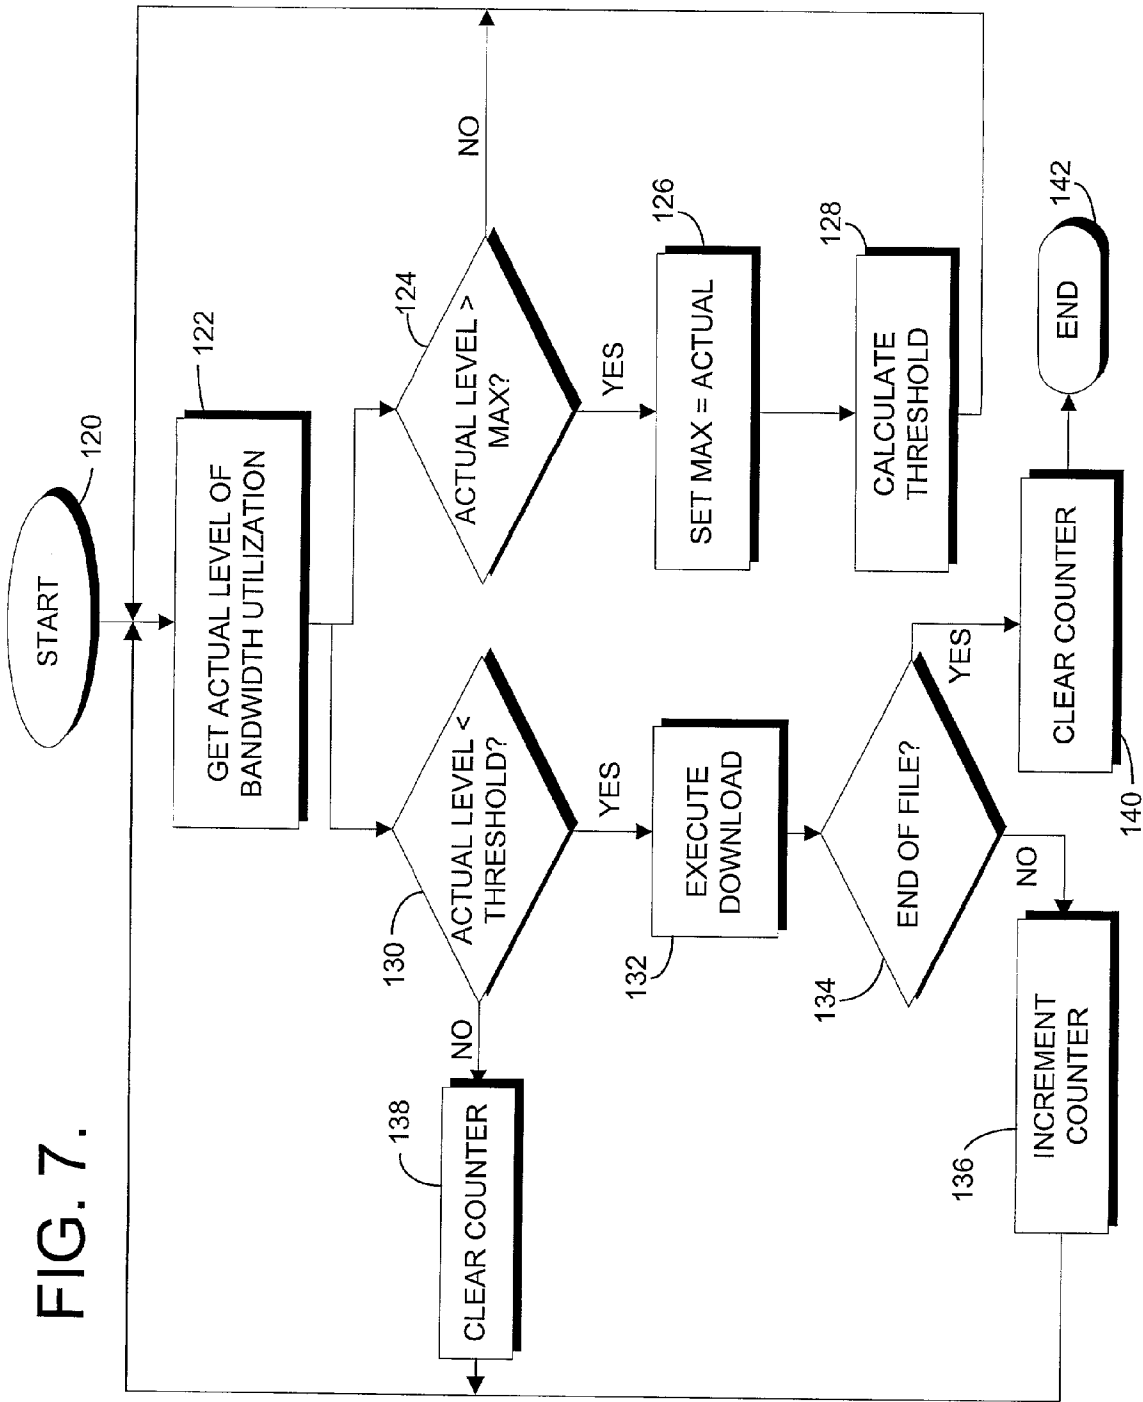 FIG. 7.
START
120
GET ACTUAL LEVEL OF
BANDWIDTH UTILIZATION
122
ACTUAL LEVEL <
THRESHOLD?
130
NO
YES
CLEAR COUNTER
138
EXECUTE
DOWNLOAD
132
END OF FILE?
134
NO
YES
INCREMENT
COUNTER
136
CLEAR COUNTER
140
END
142
ACTUAL LEVEL >
MAX?
124
NO
YES
SET MAX = ACTUAL
126
CALCULATE
THRESHOLD
128